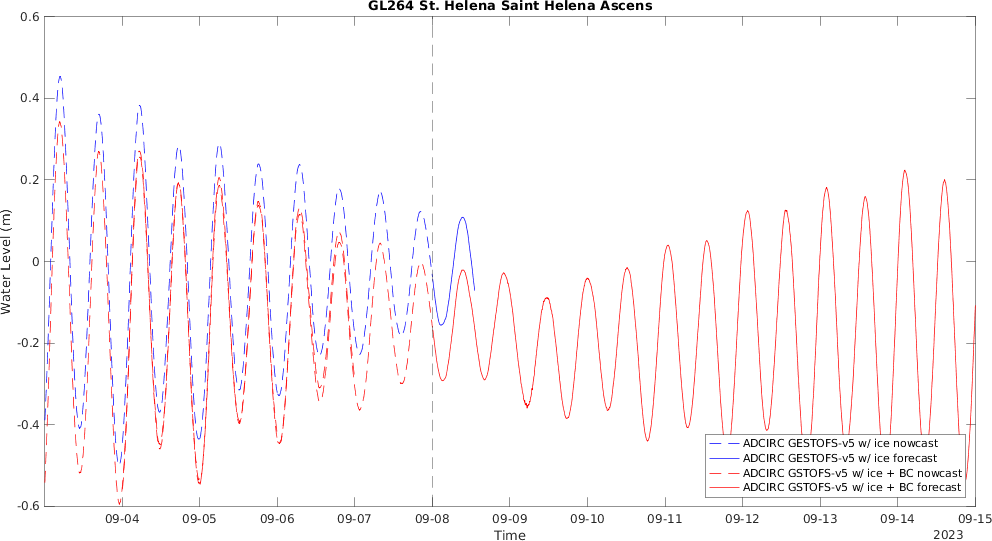 GL264 St. Helena Saint Helena Ascens
Water Level (m)
0.6
0.4
0.2
0
-0.2
-0.4
-0.6
09-04
09-05
09-06
09-07
09-08
09-09
09-10
09-11
09-12
09-13
09-14
09-15
Time
2023
ADCIRC GESTOFS-v5 w/ ice nowcast
ADCIRC GESTOFS-v5 w/ ice forecast
ADCIRC GSTOFS-v5 w/ ice + BC nowcast
ADCIRC GSTOFS-v5 w/ ice + BC forecast